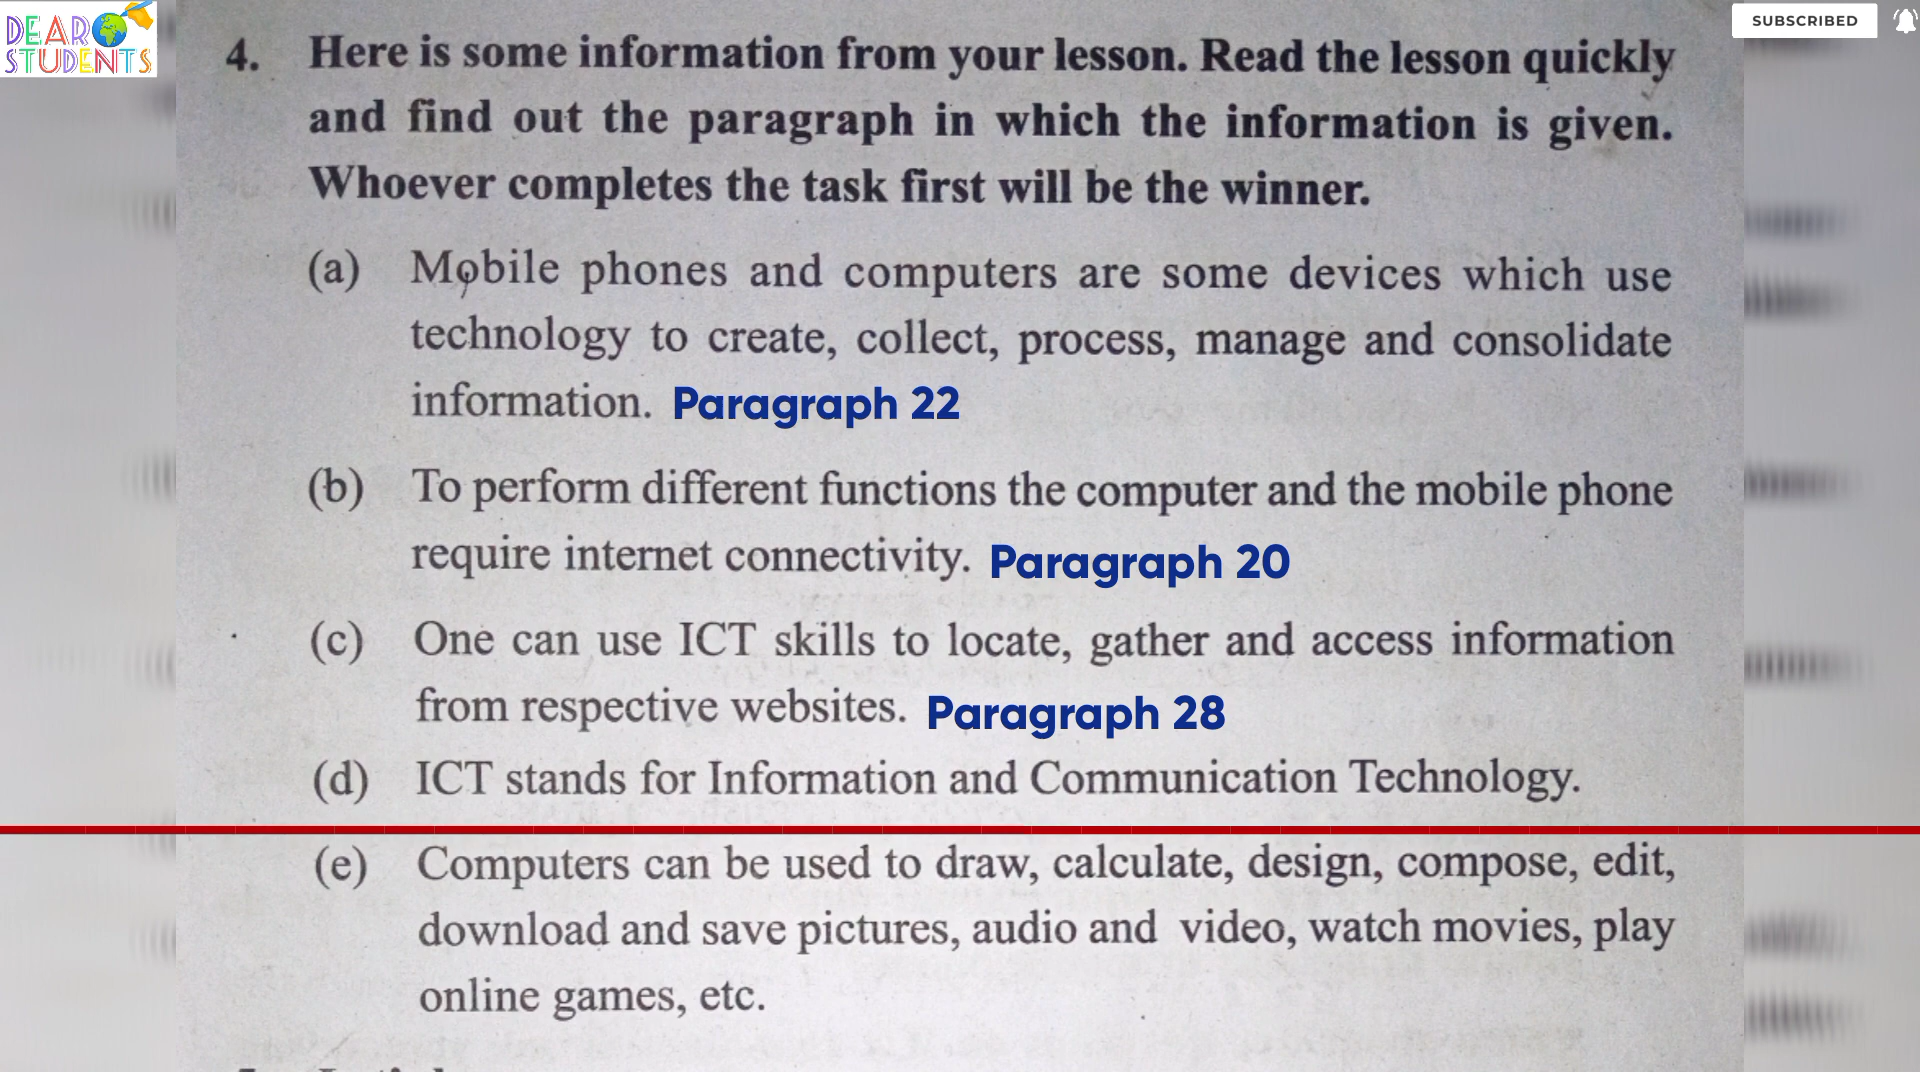 DEAR
STUDENTS
SUBSCRIBED
4. Here is some information from your lesson. Read the lesson quickly
and find out the paragraph in which the information is given.
Whoever completes the task first will be the winner.
(a) Mobile phones and computers are some devices which use
technology to create, collect, process, manage and consolidate
information. Paragraph 22
(b) To perform different functions the computer and the mobile phone
require internet connectivity. Paragraph 20
(c) One can use ICT skills to locate, gather and access information
from respective websites. Paragraph 28
(d) ICT stands for Information and Communication Technology.
(e) Computers can be used to draw, calculate, design, compose, edit,
download and save pictures, audio and video, watch movies, play
online games, etc.